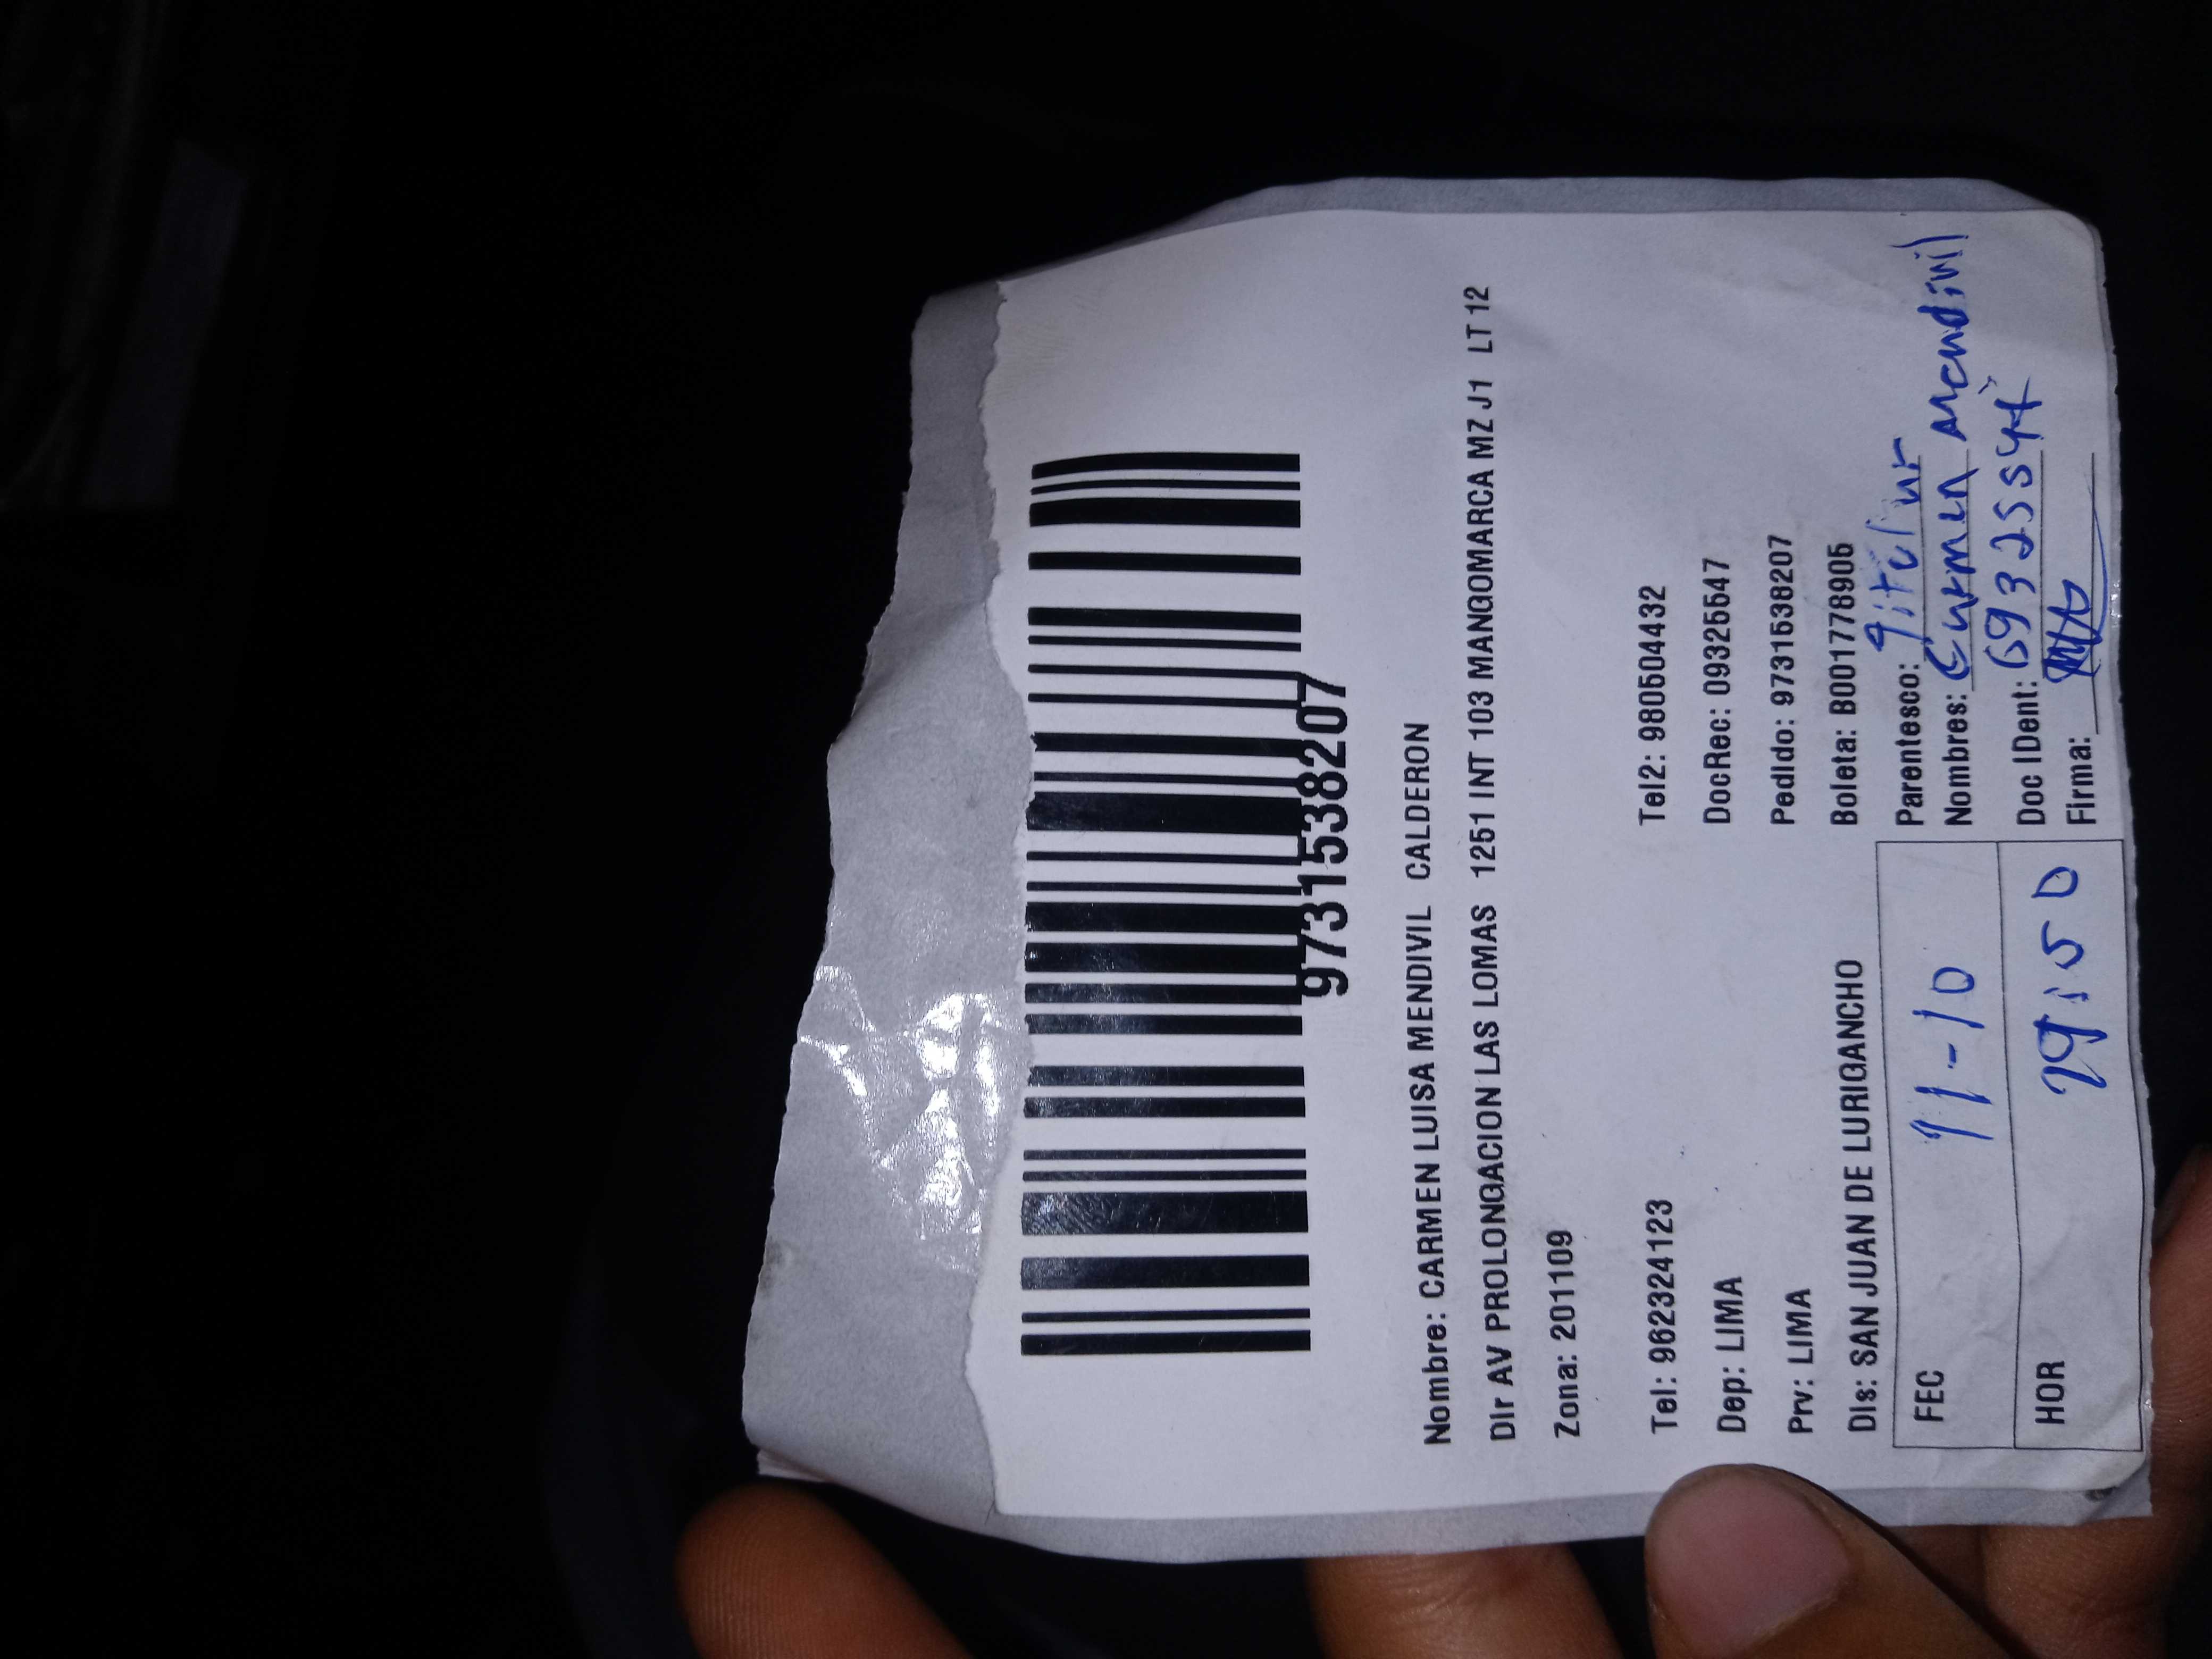 9731538207
Nombre: CARMEN LUISA MENDIVIL CALDERON
Dir AV PROLONGACION LAS LOMAS 1251 INT 103 MANGOMARCA MZ J1 LT 12
Zona: 201109
Tel: 962324123 Tel2: 980504432
Dep: LIMA DocRec: 09325547
Prv: LIMA Pedido: 9731538207
Dis: SAN JUAN DE LURIGANCHO Boleta: B001778905
FEC 11-10
HOR 19:50
Parentesco: Titular
Nombres: Carmen Mendivil
Doc IDent:
Firma: